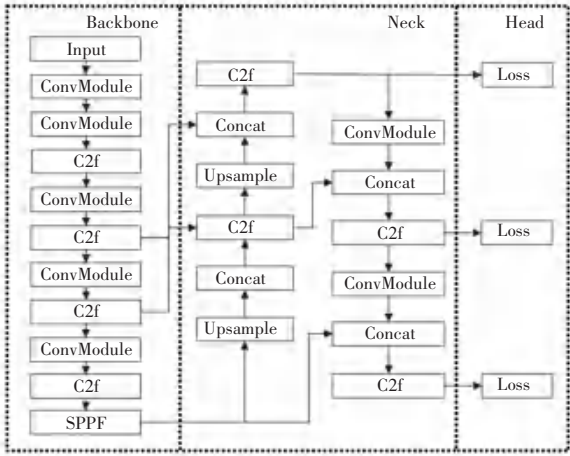 Backbone
Input
ConvModule
ConvModule
C2f
ConvModule
C2f
ConvModule
C2f
ConvModule
C2f
SPPF
Neck
C2f
Concat
Upsample
C2f
Concat
Upsample
ConvModule
Concat
C2f
ConvModule
Concat
C2f
Head
Loss
Loss
Loss